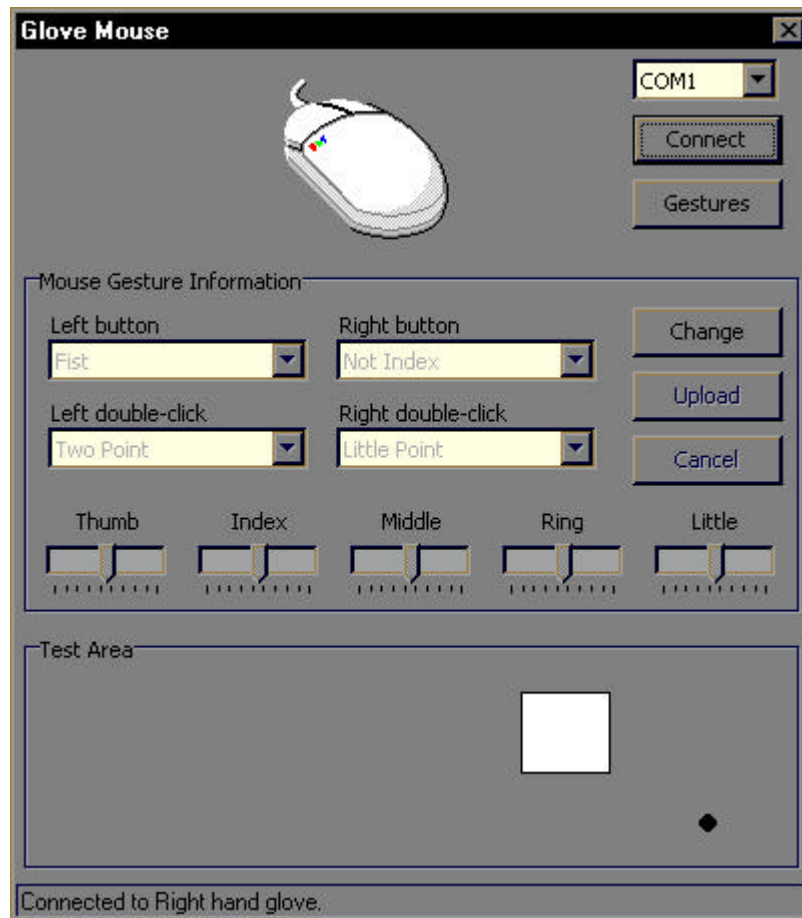 Glove Mouse
COM1
Connect
Gestures
Mouse Gesture Information
Left button
Right button
Fist
Not Index
Change
Upload
Left double-click
Right double-click
Two Point
Little Point
Cancel
Thumb
Index
Middle
Ring
Little
Test Area
Connected to Right hand glove.